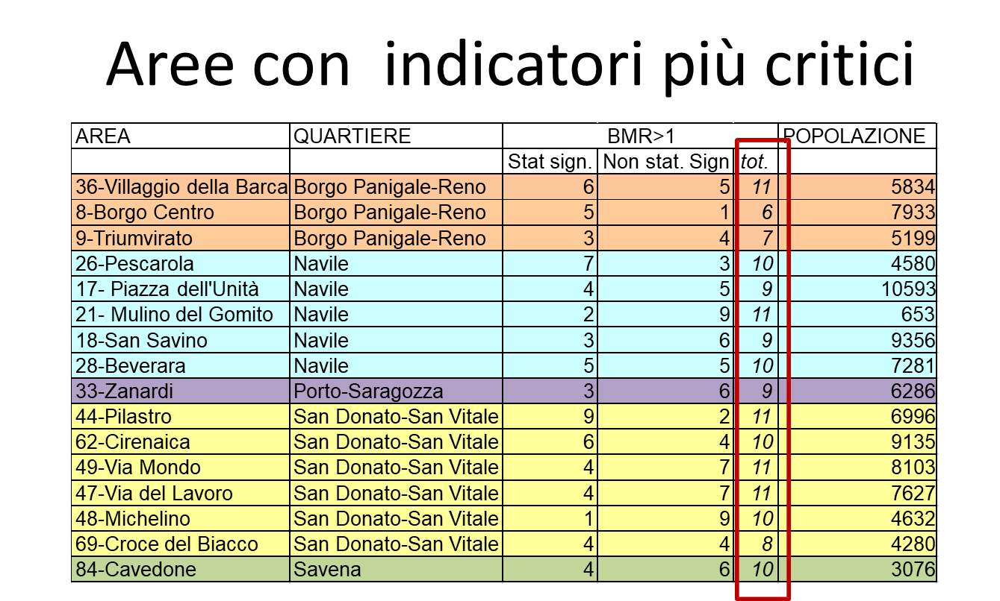 Aree con indicatori più critici
AREA QUARTIERE BMR>1 POPOLAZIONE
Stat sign. Non stat. Sign tot.
36-Villaggio della Barca Borgo Panigale-Reno 6 5 11 5834
8-Borgo Centro Borgo Panigale-Reno 5 1 6 7933
9-Triumvirato Borgo Panigale-Reno 3 4 7 5199
26-Pescarola Navile 7 3 10 4580
17- Piazza dell'Unità Navile 4 5 9 10593
21- Mulino del Gomito Navile 2 9 11 653
18-San Savino Navile 3 6 9 9356
28-Beverara Navile 5 5 10 7281
33-Zanardi Porto-Saragozza 3 6 9 6286
44-Pilastro San Donato-San Vitale 9 2 11 6996
62-Cirenaica San Donato-San Vitale 6 4 10 9135
49-Via Mondo San Donato-San Vitale 4 7 11 8103
47-Via del Lavoro San Donato-San Vitale 4 7 11 7627
48-Michelino San Donato-San Vitale 1 9 10 4632
69-Croce del Biacco San Donato-San Vitale 4 4 8 4280
84-Cavedone Savena 4 6 10 3076